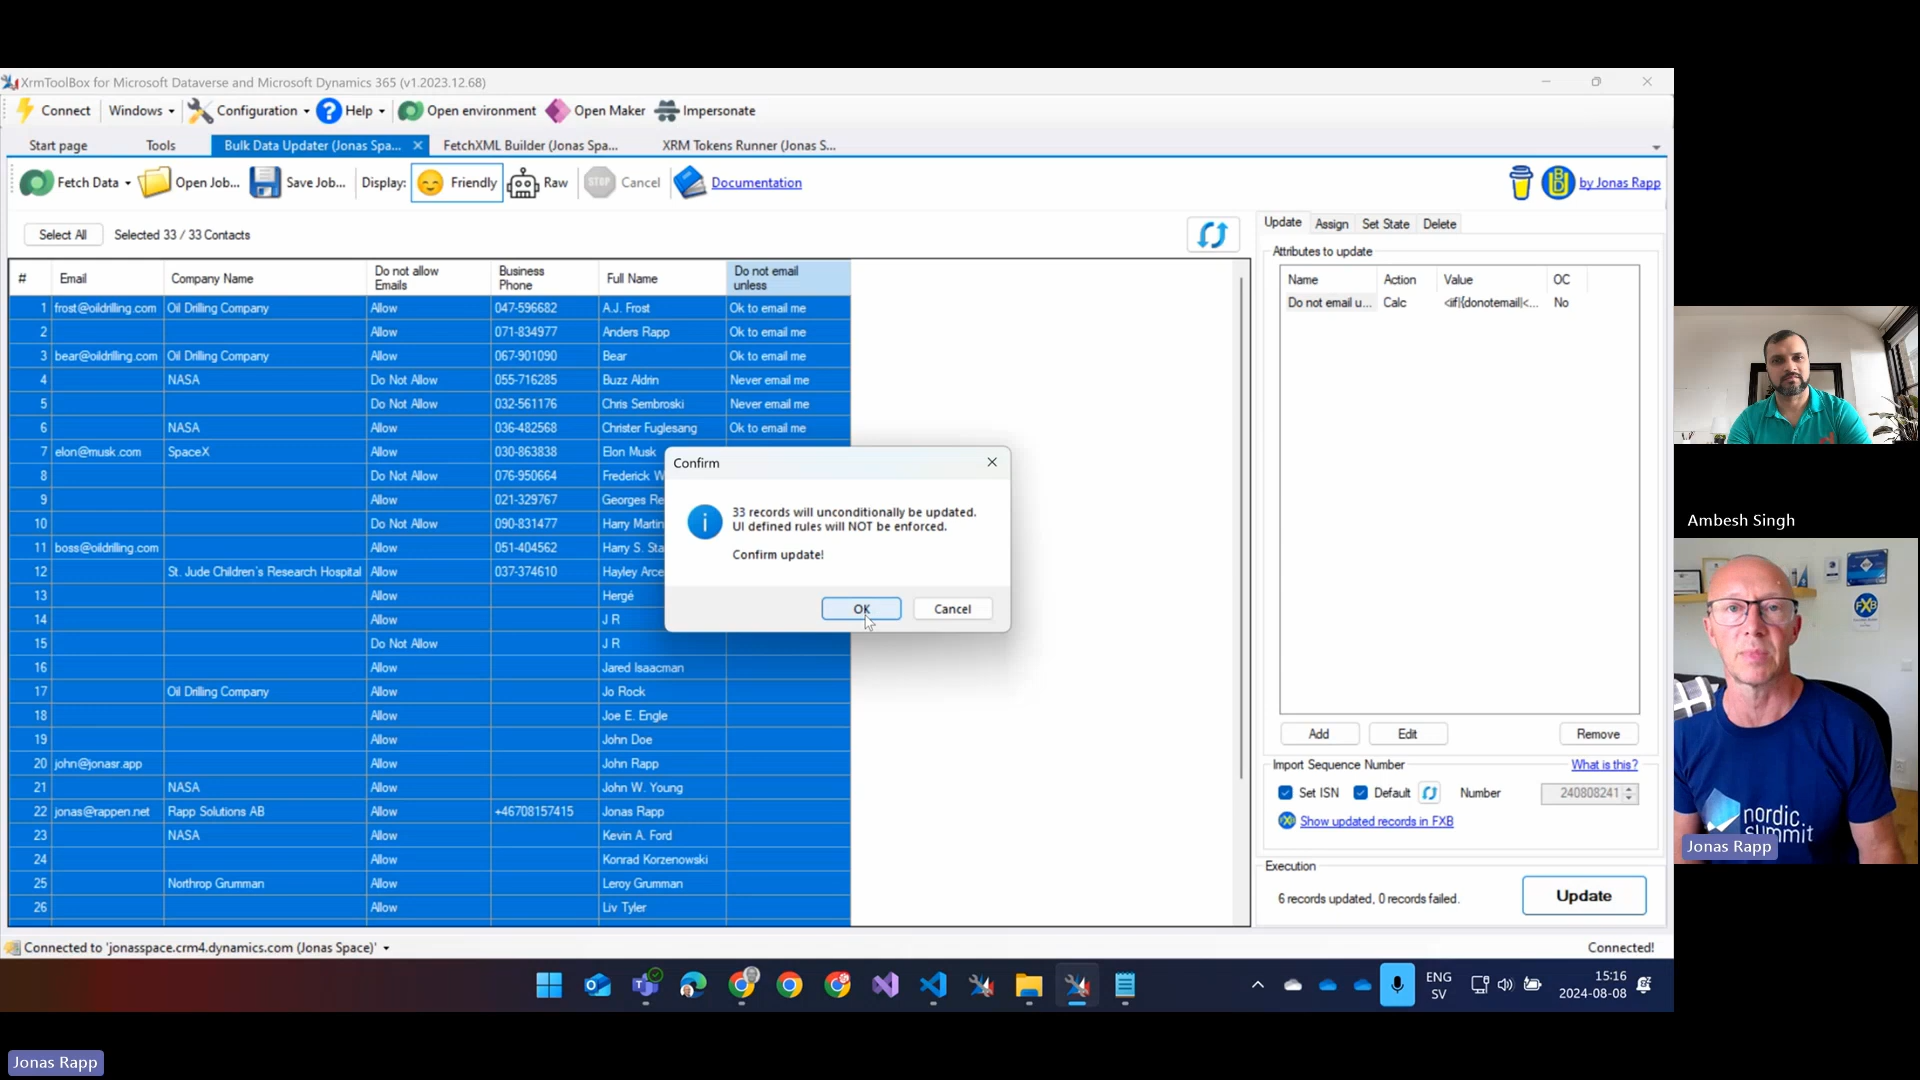 XrmToolBox for Microsoft Dataverse and Microsoft Dynamics 365 (v1.2023.12.68)
Connect Windows Configuration Help Open environment Open Maker Impersonate
Start page Tools Bulk Data Updater (Jonas Spa... FetchXML Builder (Jonas Spa... XRM Tokens Runner (Jonas S...
Fetch Data Open Job... Save Job... Display: Friendly Raw STOP Cancel Documentation by Jonas Rapp
Select All Selected 33 / 33 Contacts
# Email Company Name Do not allow Emails Business Phone Full Name Do not email unless
1 frost@oildrilling.com Oil Drilling Company Allow 047-596682 A.J. Frost Ok to email me
2 Allow 071-834977 Anders Rapp Ok to email me
3 bear@oildrilling.com Oil Drilling Company Allow 067-901090 Bear Ok to email me
4 NASA Do Not Allow 055-716285 Buzz Aldrin Never email me
5 Do Not Allow 032-561176 Chris Sembroski Never email me
6 NASA Allow 036-482568 Christer Fuglesang Ok to email me
7 elon@musk.com SpaceX Allow 030-863838 Elon Musk
8 Do Not Allow 076-950664 Frederick W
9 Allow 021-329767 Georges Re
10 Do Not Allow 090-831477 Harry Martin
11 boss@oildrilling.com Allow 051-404562 Harry S. Sta
12 St. Jude Children's Research Hospital Allow 037-374610 Hayley Arce
13 Allow Hergé
14 Allow J R
15 Do Not Allow J R
16 Allow Jared Isaacman
17 Oil Drilling Company Allow Jo Rock
18 Allow Joe E. Engle
19 Allow John Doe
20 john@jonasr.app Allow John Rapp
21 NASA Allow John W. Young
22 jonas@rappen.net Rapp Solutions AB Allow +46708157415 Jonas Rapp
23 NASA Allow Kevin A. Ford
24 Allow Konrad Korzenowski
25 Northrop Grumman Allow Leroy Grumman
26 Allow Liv Tyler
Confirm
33 records will unconditionally be updated.
UI defined rules will NOT be enforced.
Confirm update!
OK Cancel
Update Assign Set State Delete
Attributes to update
Name Action Value OC
Do not email u... Calc <if|{donotemail|<... No
Add Edit Remove
Import Sequence Number What is this?
Set ISN Default Number 240808241
Show updated records in FXB
Execution
6 records updated, 0 records failed. Update
Connected to 'jonasspace.crm4.dynamics.com (Jonas Space)' Connected!
ENG
SV
15:16
2024-08-08
Ambesh Singh
FXB
nordic
summit
Jonas Rapp
Jonas Rapp